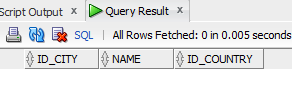 Script Output Query Result
SQL All Rows Fetched: 0 in 0.005 seconds
ID_CITY NAME ID_COUNTRY